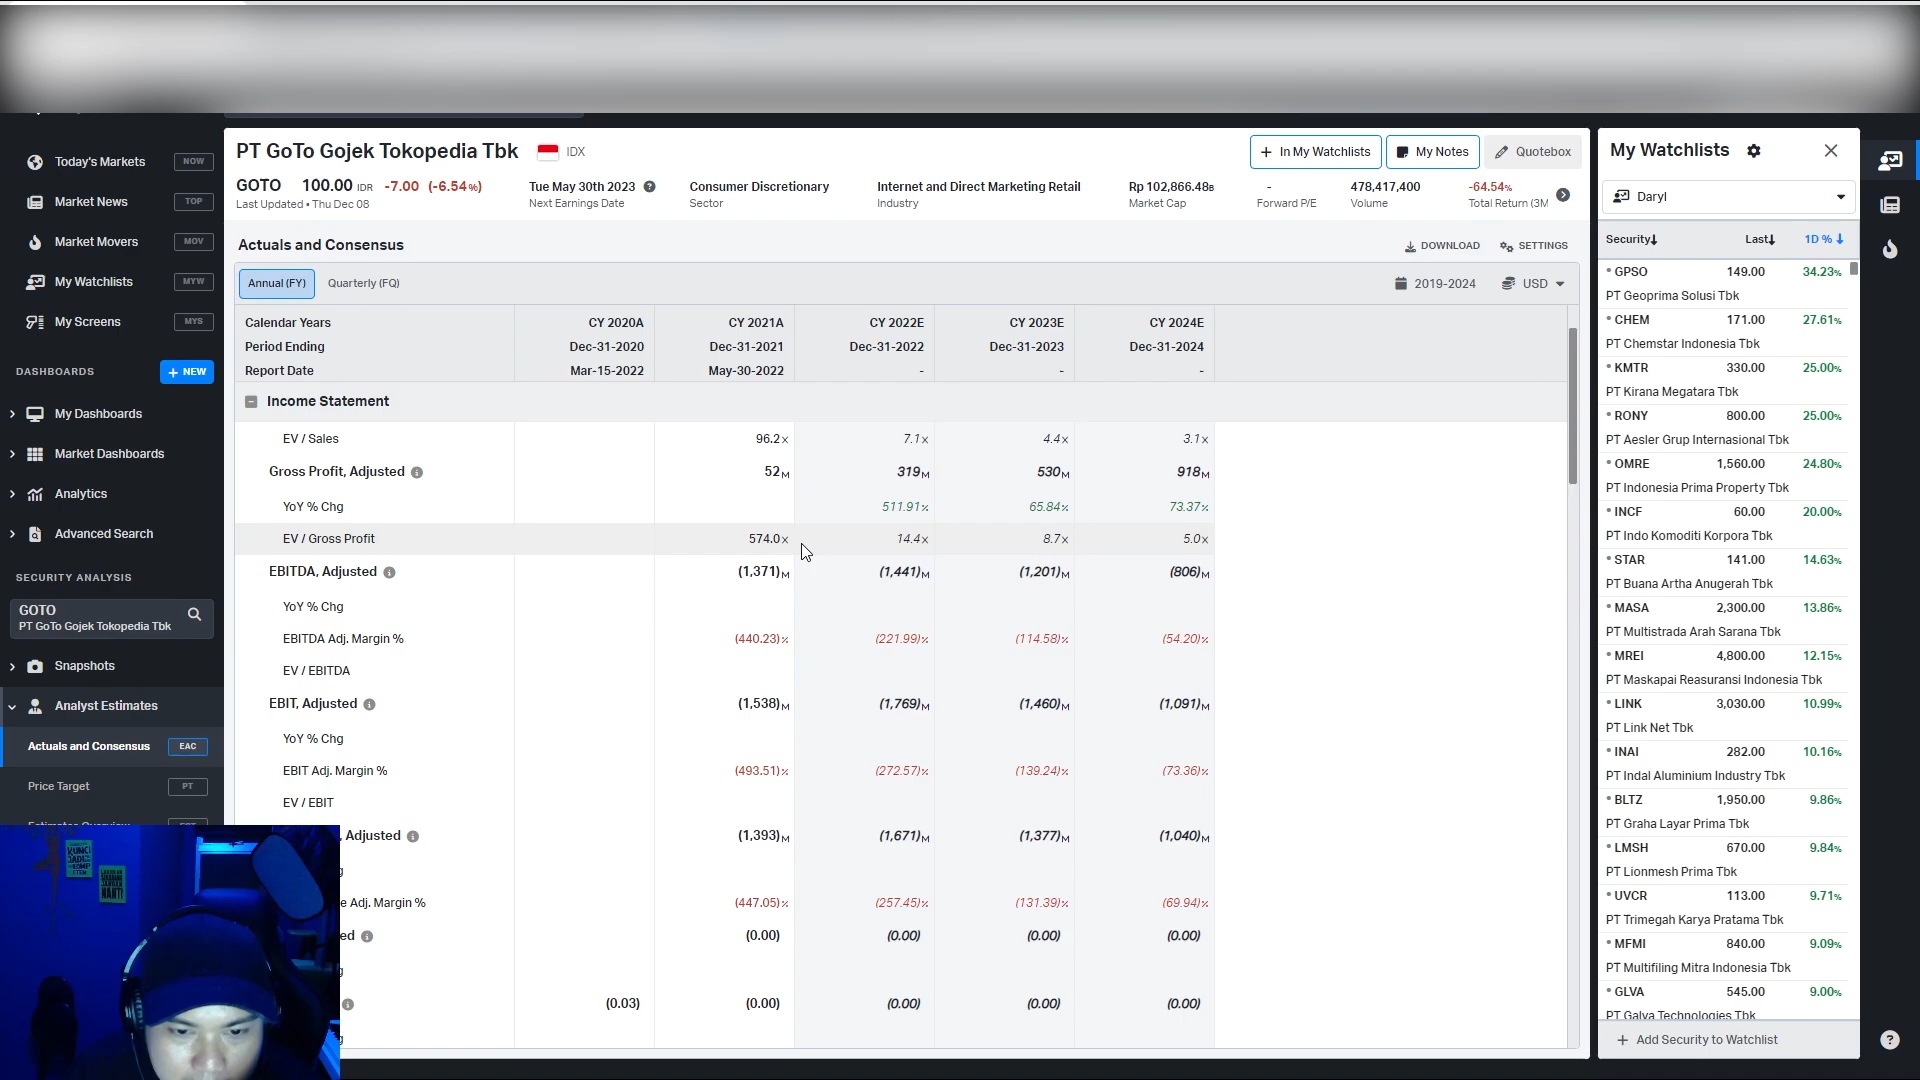 Today's Markets NOW
Market News TOP
Market Movers MOV
My Watchlists MYW
My Screens MYS
DASHBOARDS + NEW
My Dashboards
Market Dashboards
Analytics
Advanced Search
SECURITY ANALYSIS
GOTO
PT GoTo Gojek Tokopedia Tbk
Snapshots
Analyst Estimates
Actuals and Consensus EAC
Price Target PT
KUNCI
JADI
KOMP
ETEN
NANTI
PT GoTo Gojek Tokopedia Tbk IDX
+ In My Watchlists My Notes Quotebox
GOTO 100.00 IDR -7.00 (-6.54%)
Last Updated • Thu Dec 08
Tue May 30th 2023
Next Earnings Date
Consumer Discretionary
Sector
Internet and Direct Marketing Retail
Industry
Rp 102,866.48B
Market Cap
-
Forward P/E
478,417,400
Volume
-64.54%
Total Return (3M
Actuals and Consensus DOWNLOAD SETTINGS
Annual (FY) Quarterly (FQ) 2019-2024 USD
Calendar Years CY 2020A CY 2021A CY 2022E CY 2023E CY 2024E
Period Ending Dec-31-2020 Dec-31-2021 Dec-31-2022 Dec-31-2023 Dec-31-2024
Report Date Mar-15-2022 May-30-2022 - - -
Income Statement
EV / Sales 96.2x 7.1x 4.4x 3.1x
Gross Profit, Adjusted 52M 319M 530M 918M
YoY % Chg 511.91% 65.84% 73.37%
EV / Gross Profit 574.0x 14.4x 8.7x 5.0x
EBITDA, Adjusted (1,371)M (1,441)M (1,201)M (806)M
YoY % Chg
EBITDA Adj. Margin % (440.23)% (221.99)% (114.58)% (54.20)%
EV / EBITDA
EBIT, Adjusted (1,538)M (1,769)M (1,460)M (1,091)M
YoY % Chg
EBIT Adj. Margin % (493.51)% (272.57)% (139.24)% (73.36)%
EV / EBIT
, Adjusted (1,393)M (1,671)M (1,377)M (1,040)M
g
e Adj. Margin % (447.05)% (257.45)% (131.39)% (69.94)%
ed (0.00) (0.00) (0.00) (0.00)
g
(0.03) (0.00) (0.00) (0.00) (0.00)
g
My Watchlists
Daryl
Security Last 1D %
GPSO 149.00 34.23%
PT Geoprima Solusi Tbk
CHEM 171.00 27.61%
PT Chemstar Indonesia Tbk
KMTR 330.00 25.00%
PT Kirana Megatara Tbk
RONY 800.00 25.00%
PT Aesler Grup Internasional Tbk
OMRE 1,560.00 24.80%
PT Indonesia Prima Property Tbk
INCF 60.00 20.00%
PT Indo Komoditi Korpora Tbk
STAR 141.00 14.63%
PT Buana Artha Anugerah Tbk
MASA 2,300.00 13.86%
PT Multistrada Arah Sarana Tbk
MREI 4,800.00 12.15%
PT Maskapai Reasuransi Indonesia Tbk
LINK 3,030.00 10.99%
PT Link Net Tbk
INAI 282.00 10.16%
PT Indal Aluminium Industry Tbk
BLTZ 1,950.00 9.86%
PT Graha Layar Prima Tbk
LMSH 670.00 9.84%
PT Lionmesh Prima Tbk
UVCR 113.00 9.71%
PT Trimegah Karya Pratama Tbk
MFMI 840.00 9.09%
PT Multifiling Mitra Indonesia Tbk
GLVA 545.00 9.00%
PT Galva Technologies Tbk
+ Add Security to Watchlist
?